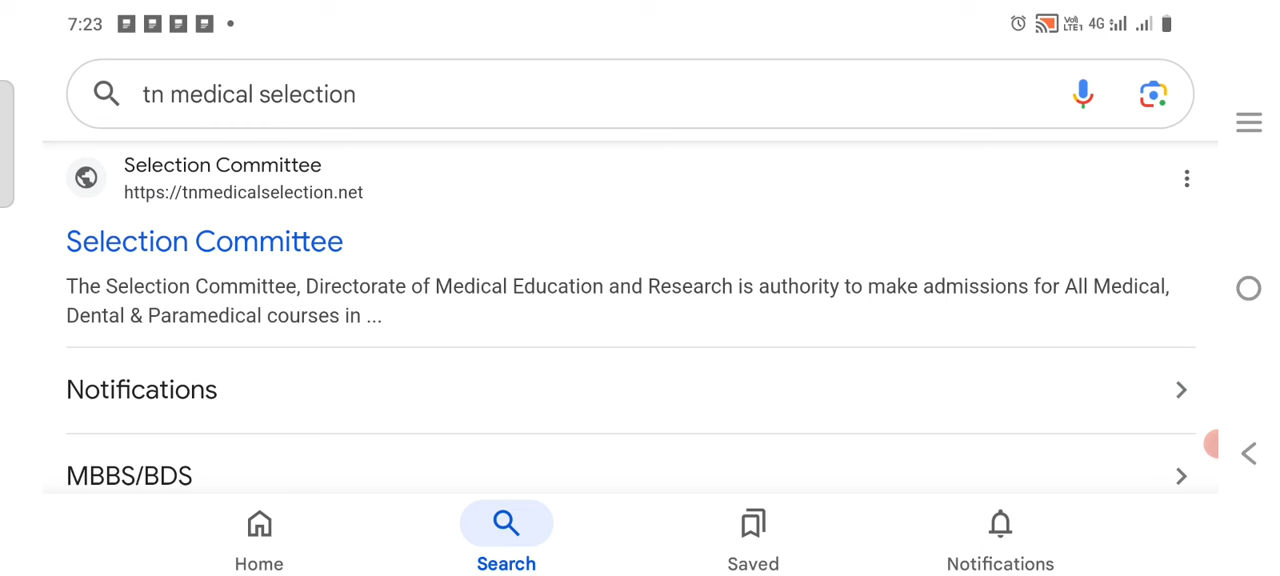 7:23
VoI) LTE1 4G
tn medical selection
Selection Committee
https://tnmedicalselection.net
Selection Committee
The Selection Committee, Directorate of Medical Education and Research is authority to make admissions for All Medical,
Dental & Paramedical courses in ...
Notifications
MBBS/BDS
Home Search Saved Notifications